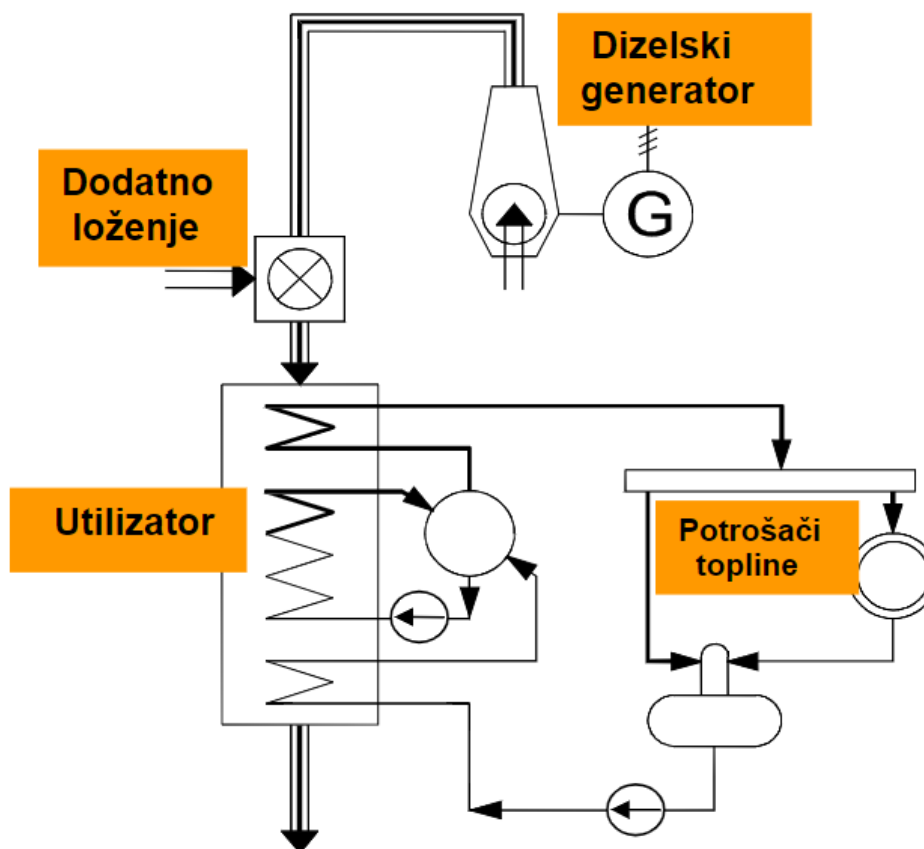 Dizelski
generator
Dodatno
loženje
G
Utilizator
Potrošači
topline